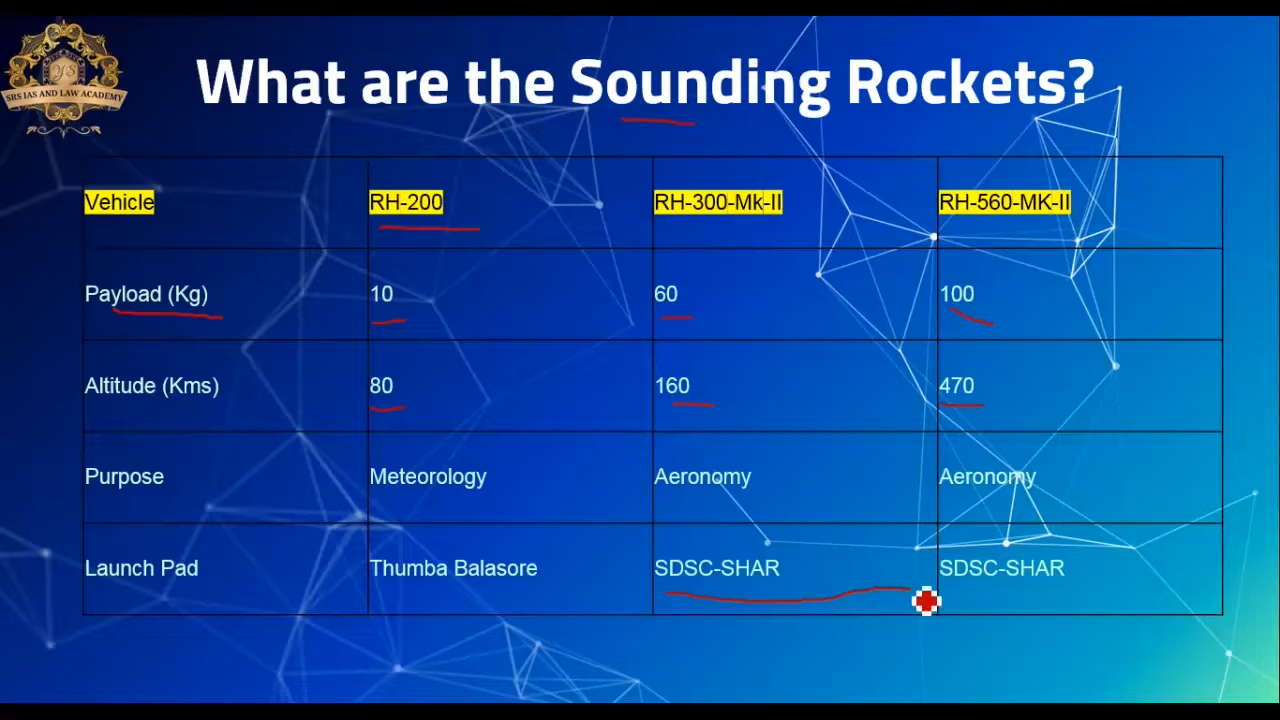 SRS IAS AND LAW ACADEMY
What are the Sounding Rockets?
Vehicle RH-200 RH-300-Mk-II RH-560-MK-II
Payload (Kg) 10 60 100
Altitude (Kms) 80 160 470
Purpose Meteorology Aeronomy Aeronomy
Launch Pad Thumba Balasore SDSC-SHAR SDSC-SHAR